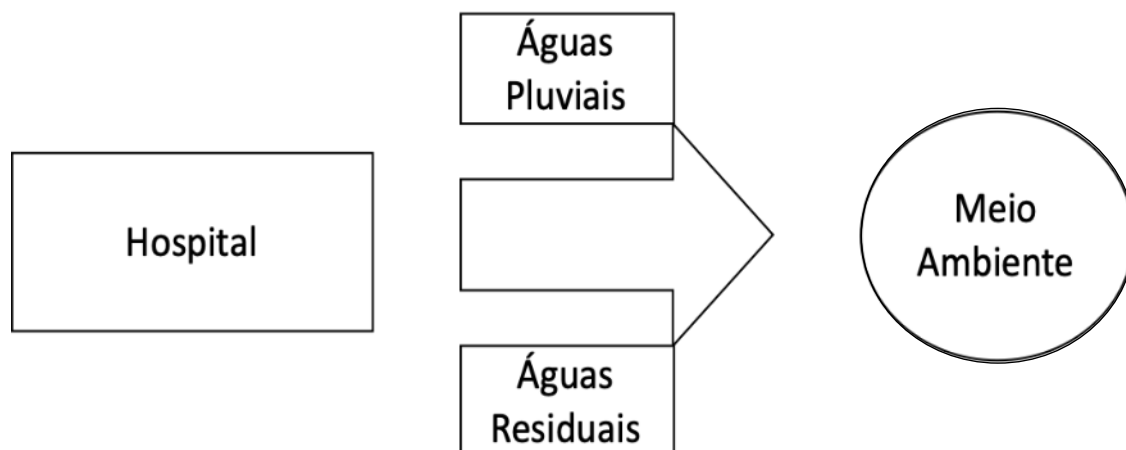 Águas
Pluviais
Hospital
Meio
Ambiente
Águas
Residuais